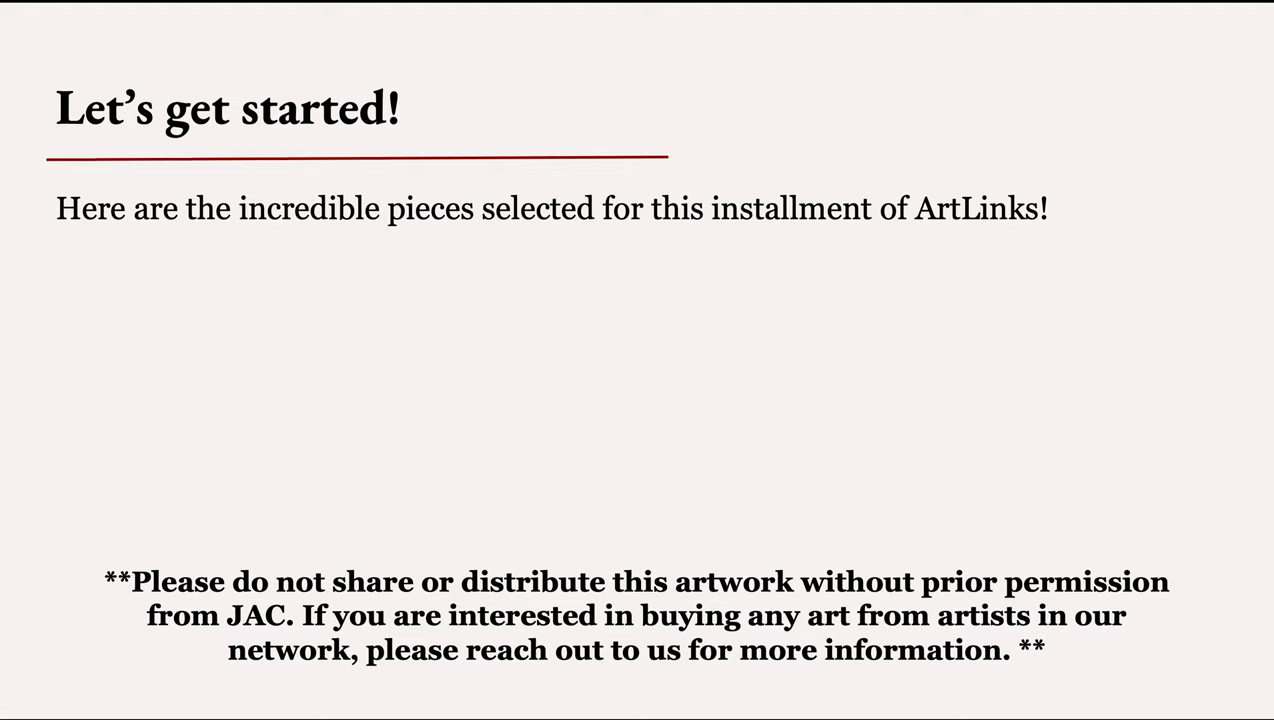 Let’s get started!
Here are the incredible pieces selected for this installment of ArtLinks!
**Please do not share or distribute this artwork without prior permission
from JAC. If you are interested in buying any art from artists in our
network, please reach out to us for more information. **